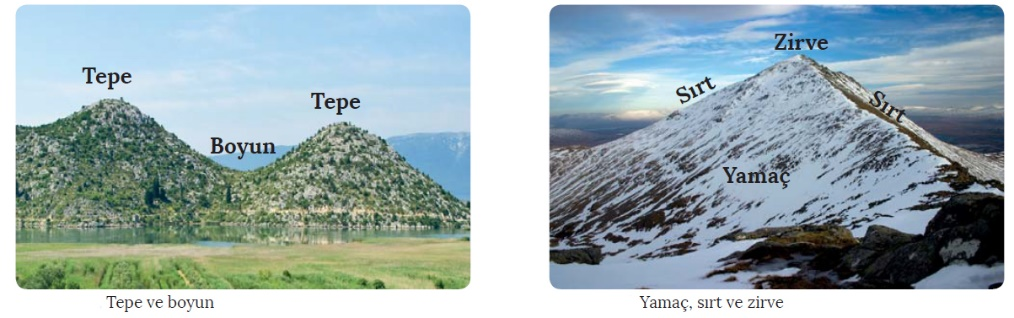 Tepe
Tepe
Boyun
Tepe ve boyun
Zirve
Sırt
Sırt
Yamaç
Yamaç, sırt ve zirve